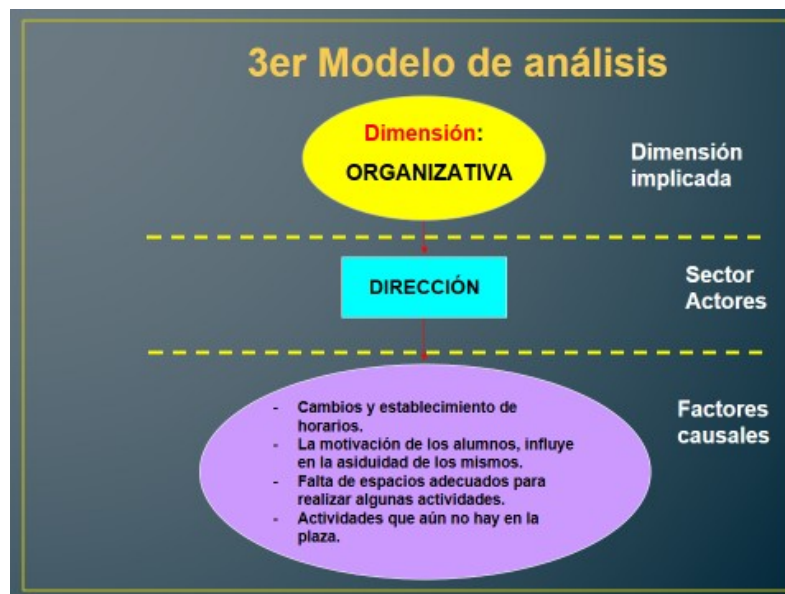 3er Modelo de análisis
Dimensión:
ORGANIZATIVA
Dimensión
implicada
DIRECCIÓN
Sector
Actores
- Cambios y establecimiento de
horarios.
- La motivación de los alumnos, influye
en la asiduidad de los mismos.
- Falta de espacios adecuados para
realizar algunas actividades.
- Actividades que aún no hay en la
plaza.
Factores
causales